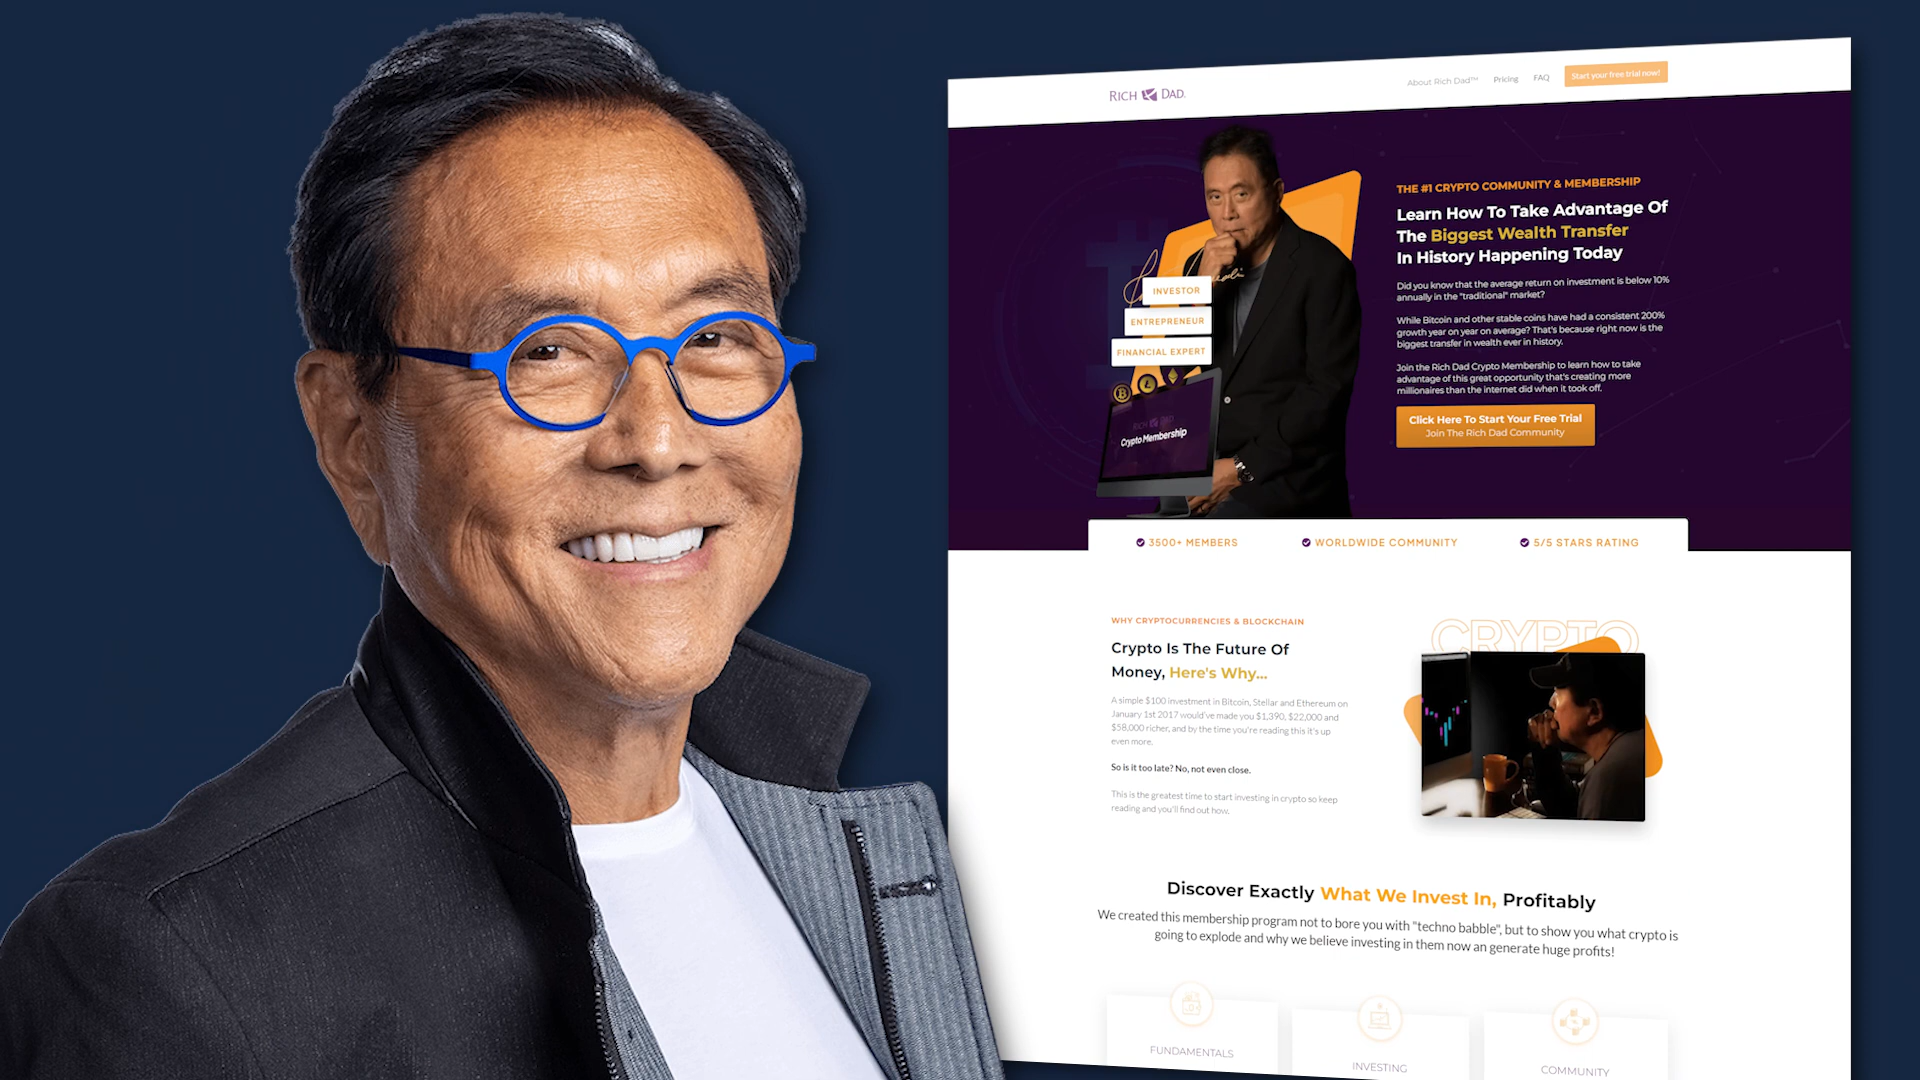 RICH DAD.
About Rich Dad™ Pricing FAQ Start your free trial now!
THE #1 CRYPTO COMMUNITY & MEMBERSHIP
Learn How To Take Advantage Of
The Biggest Wealth Transfer
In History Happening Today
Did you know that the average return on investment is below 10%
annually in the "traditional" market?
While Bitcoin and other stable coins have had a consistent 200%
growth year on year on average? That's because right now is the
biggest transfer in wealth ever in history.
Join the Rich Dad Crypto Membership to learn how to take
advantage of this great opportunity that's creating more
millionaires than the internet did when it took off.
Click Here To Start Your Free Trial
Join The Rich Dad Community
INVESTOR
ENTREPRENEUR
FINANCIAL EXPERT
RICH DAD
Crypto Membership
3500+ MEMBERS
WORLDWIDE COMMUNITY
5/5 STARS RATING
WHY CRYPTOCURRENCIES & BLOCKCHAIN
Crypto Is The Future Of
Money, Here's Why...
A simple $100 investment in Bitcoin, Stellar and Ethereum on
January 1st 2017 would've made you $1,390, $22,000 and
$58,000 richer, and by the time you're reading this it's up
even more.
So is it too late? No, not even close.
This is the greatest time to start investing in crypto so keep
reading and you'll find out how.
CRYPTO
Discover Exactly What We Invest In, Profitably
We created this membership program not to bore you with "techno babble", but to show you what crypto is
going to explode and why we believe investing in them now an generate huge profits!
FUNDAMENTALS
INVESTING
COMMUNITY